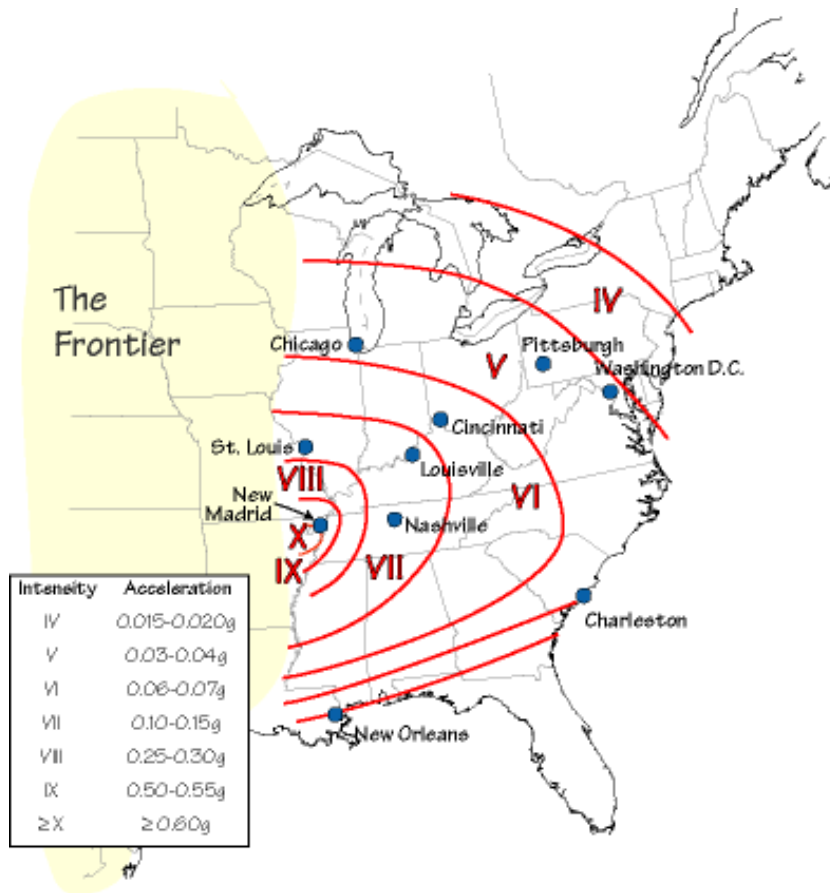 The
Frontier
IV
Chicago
Pittsburgh
V
Washington D.C.
Cincinnati
St. Louis
Louisville
VIII
New
Madrid
VI
Nashville
X
IX
VII
Charleston
New Orleans
Intensity Acceleration
IV 0.015-0.020g
V 0.03-0.04g
VI 0.06-0.07g
VII 0.10-0.15g
VIII 0.25-0.30g
IX 0.50-0.55g
≥X ≥0.60g